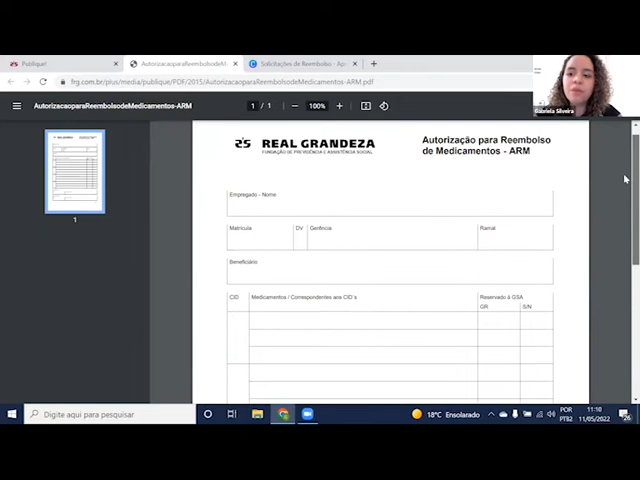 Publique!
AutorizacaoparaReembolsodeM
Solicitações de Reembolso - Ap
frg.com.br/plus/media/publique/PDF/2015/AutorizacaoparaReembolsodeMedicamentos-ARM.pdf
Gabriela Silveira
AutorizacaoparaReembolsodeMedicamentos-ARM
1 / 1
100%
1
REAL GRANDEZA
FUNDAÇÃO DE PREVIDÊNCIA E ASSISTÊNCIA SOCIAL
Autorização para Reembolso
de Medicamentos - ARM
Empregado - Nome
Matrícula
DV
Gerência
Ramal
Beneficiário
CID
Medicamentos / Correspondentes aos CID´s
Reservado à GSA
GR
S/N
Digite aqui para pesquisar
18°C Ensolarado
POR
PTB2
11:10
11/05/2022
26